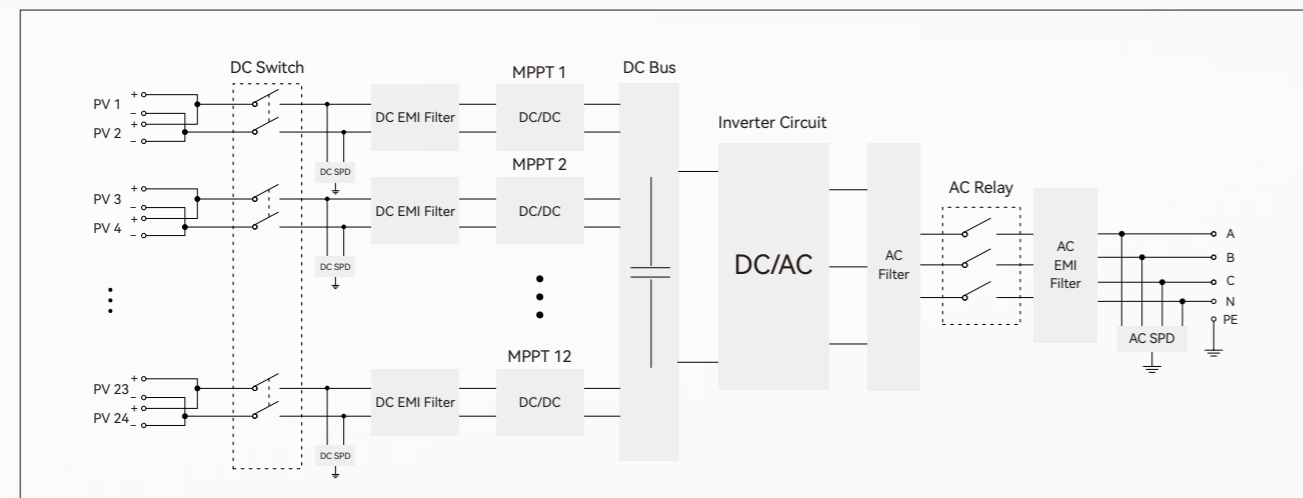 DC Switch
MPPT 1
DC Bus
PV 1
+
−
PV 2
+
−
DC EMI Filter
DC/DC
DC SPD
Inverter Circuit
MPPT 2
PV 3
+
−
PV 4
+
−
DC EMI Filter
DC/DC
DC SPD
DC/AC
AC
Filter
AC Relay
AC
EMI
Filter
A
B
C
N
PE
AC SPD
MPPT 12
PV 23
+
−
PV 24
+
−
DC EMI Filter
DC/DC
DC SPD